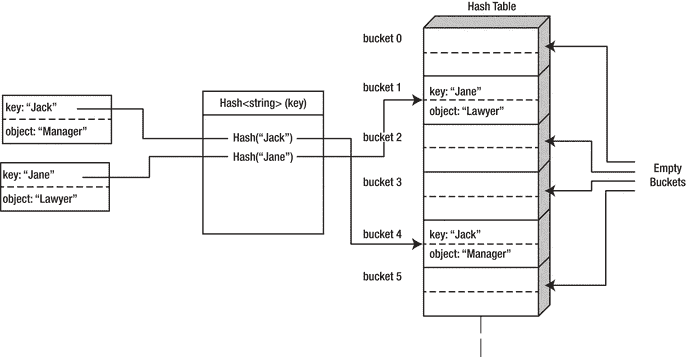 Hash Table
bucket 0
bucket 1
key: “Jane”
object: “Lawyer”
bucket 2
bucket 3
bucket 4
key: “Jack”
object: “Manager”
bucket 5
Hash<string> (key)
Hash(“Jack”)
Hash(“Jane”)
key: “Jack”
object: “Manager”
key: “Jane”
object: “Lawyer”
Empty
Buckets